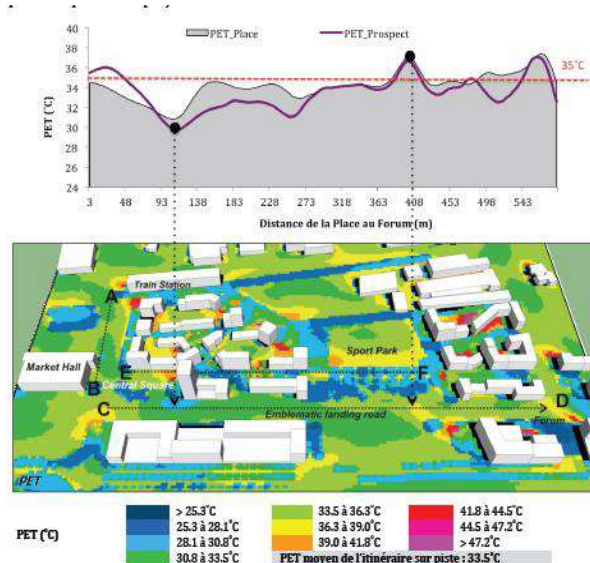 PET_Place PET_Prospect
40
38
36
34
32
30
28
26
24
35°C
PET (°C)
3 48 93 138 183 228 273 318 363 408 453 498 543
Distance de la Place au Forum (m)
Train Station
A
Market Hall
Sport Park
E F
B Central Square
C D
Emblematic landing road
Forum
PET
PET (°C)
> 25.3°C
25.3 à 28.1°C
28.1 à 30.8°C
30.8 à 33.5°C
33.5 à 36.3°C
36.3 à 39.0°C
39.0 à 41.8°C
41.8 à 44.5°C
44.5 à 47.2°C
> 47.2°C
PET moyen de l'itinéraire sur piste : 33.5°C